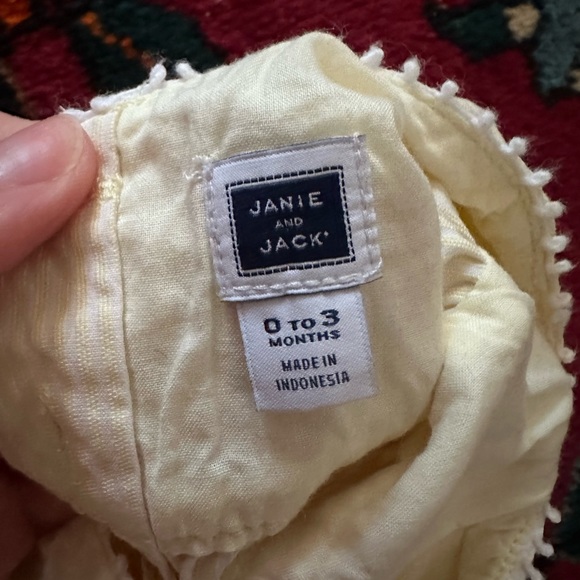 JANIE
AND
JACK®
0 TO 3
MONTHS
MADE IN
INDONESIA